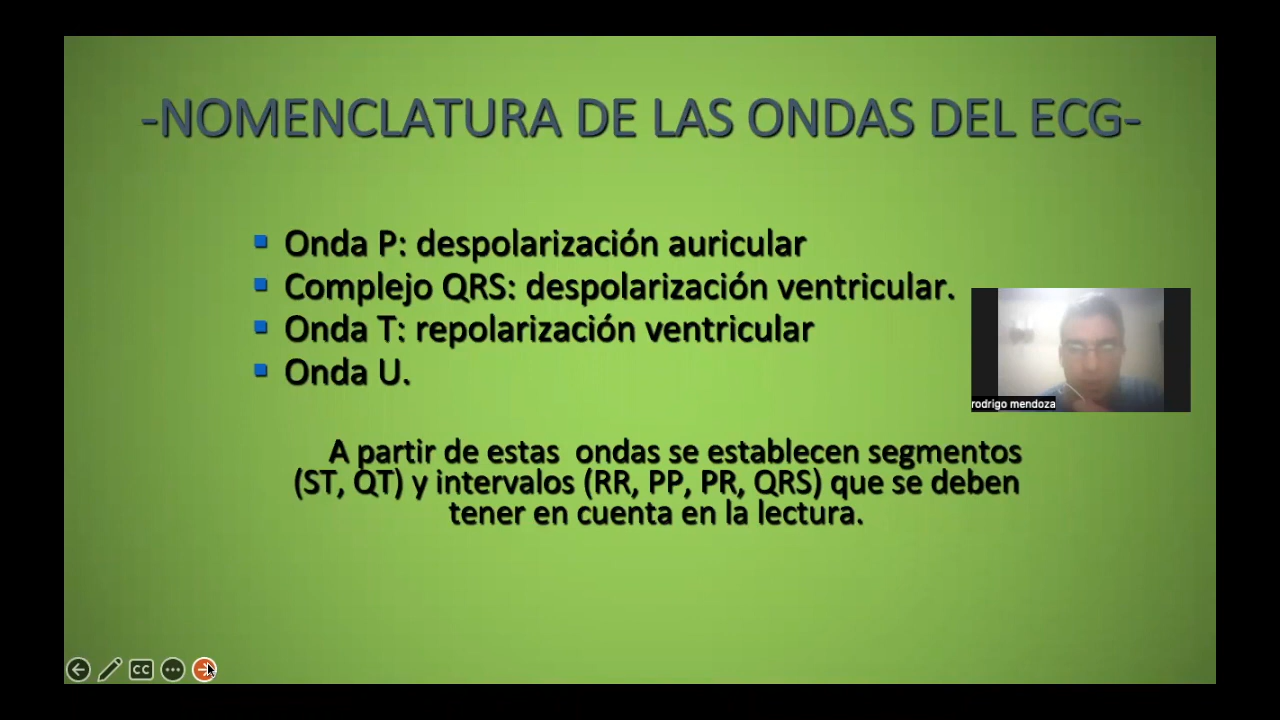 -NOMENCLATURA DE LAS ONDAS DEL ECG-
Onda P: despolarización auricular
Complejo QRS: despolarización ventricular.
Onda T: repolarización ventricular
Onda U.
rodrigo mendoza
A partir de estas ondas se establecen segmentos
(ST, QT) y intervalos (RR, PP, PR, QRS) que se deben
tener en cuenta en la lectura.
CC